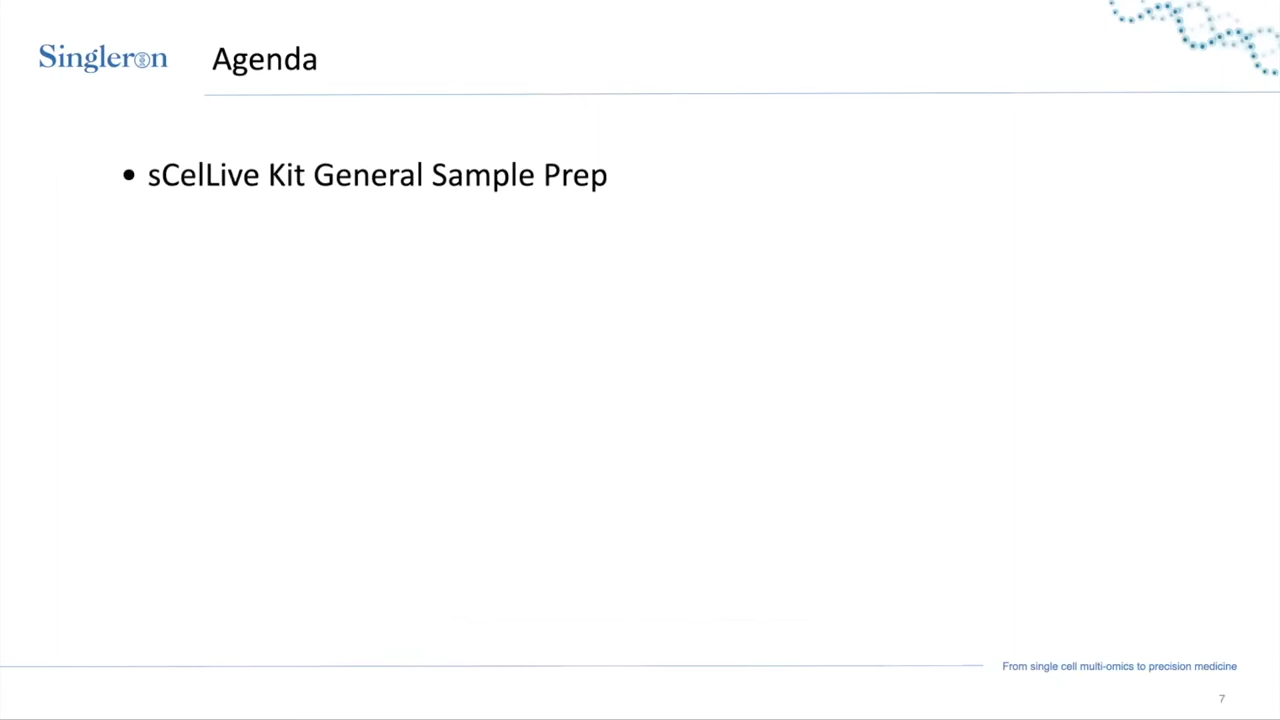 Singleron
Agenda
• sCelLive Kit General Sample Prep
From single cell multi-omics to precision medicine
7